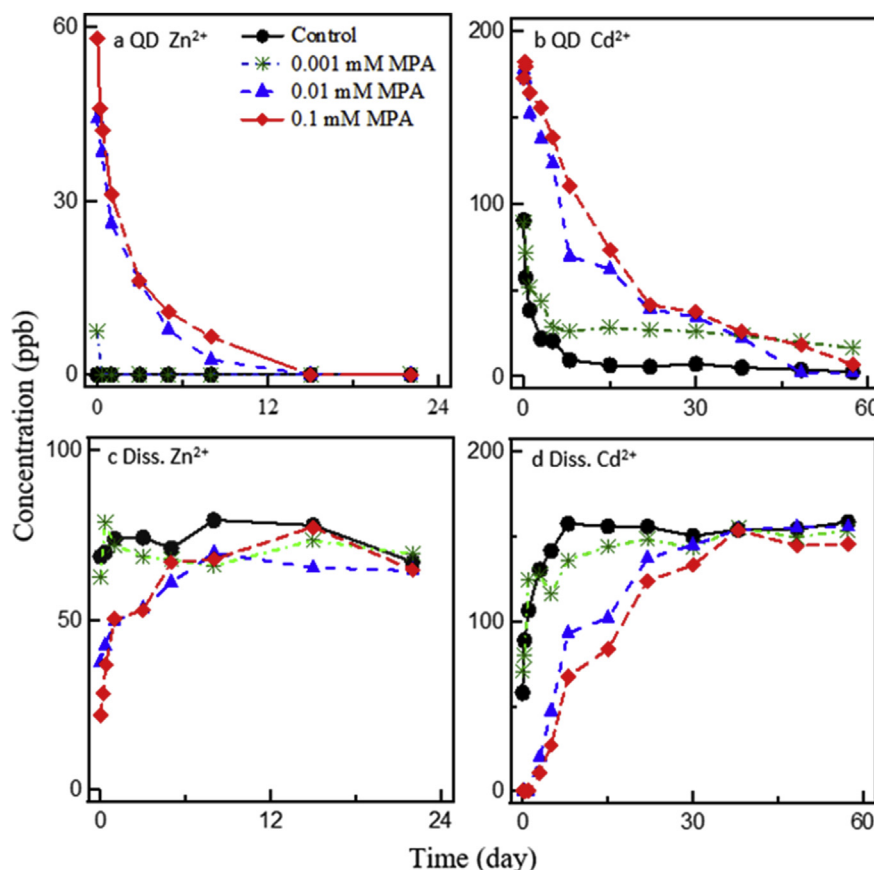 60
a QD Zn²⁺
Control
0.001 mM MPA
0.01 mM MPA
0.1 mM MPA
30
0
0
12
24
200
b QD Cd²⁺
100
0
0
30
60
Concentration (ppb)
100
c Diss. Zn²⁺
50
0
0
12
24
200
d Diss. Cd²⁺
100
0
0
30
60
Time (day)